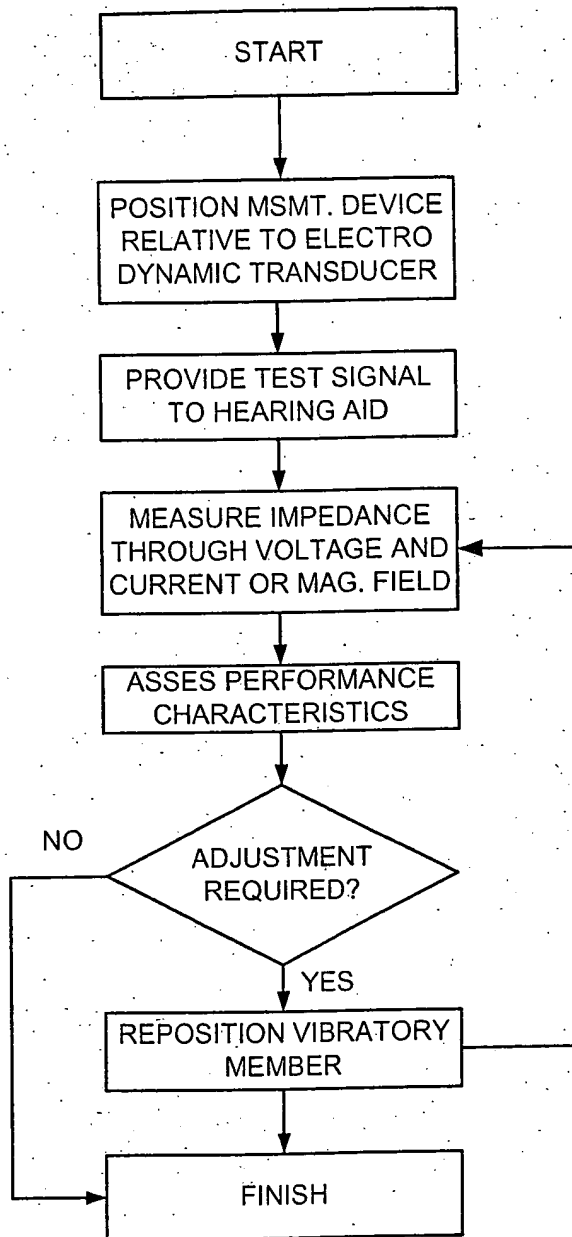 START
POSITION MSMT. DEVICE
RELATIVE TO ELECTRO
DYNAMIC TRANSDUCER
PROVIDE TEST SIGNAL
TO HEARING AID
MEASURE IMPEDANCE
THROUGH VOLTAGE AND
CURRENT OR MAG. FIELD
ASSES PERFORMANCE
CHARACTERISTICS
NO
ADJUSTMENT
REQUIRED?
YES
REPOSITION VIBRATORY
MEMBER
FINISH